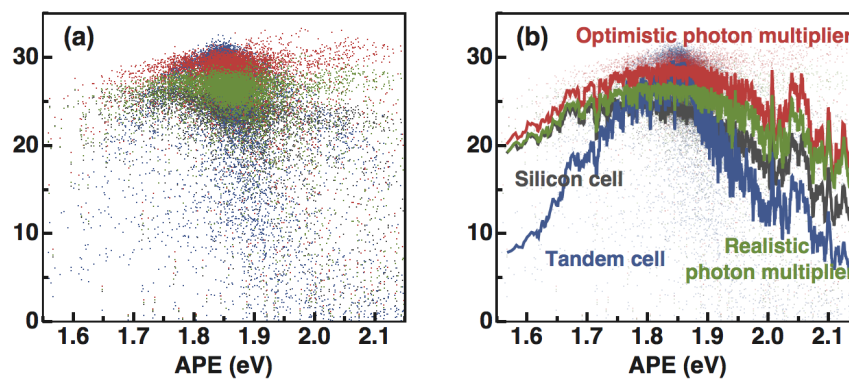 (a)
30
20
10
0
1.6 1.7 1.8 1.9 2.0 2.1
APE (eV)
(b)
Optimistic photon multiplier
30
20
10
0
Silicon cell
Tandem cell
Realistic
photon multiplier
1.6 1.7 1.8 1.9 2.0 2.1
APE (eV)